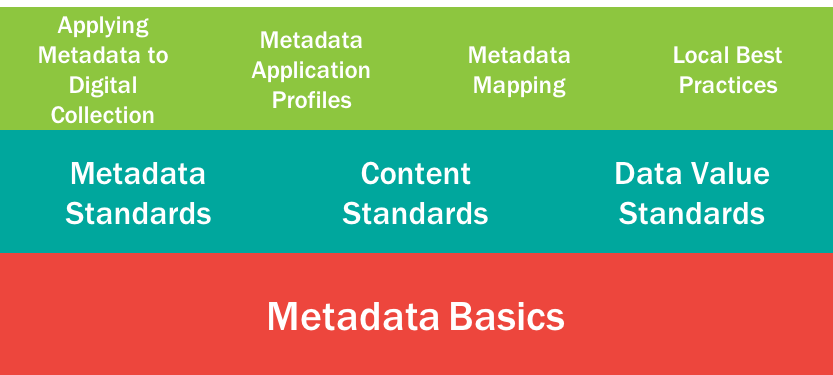 Applying
Metadata to
Digital
Collection
Metadata
Application
Profiles
Metadata
Mapping
Local Best
Practices
Metadata
Standards
Content
Standards
Data Value
Standards
Metadata Basics